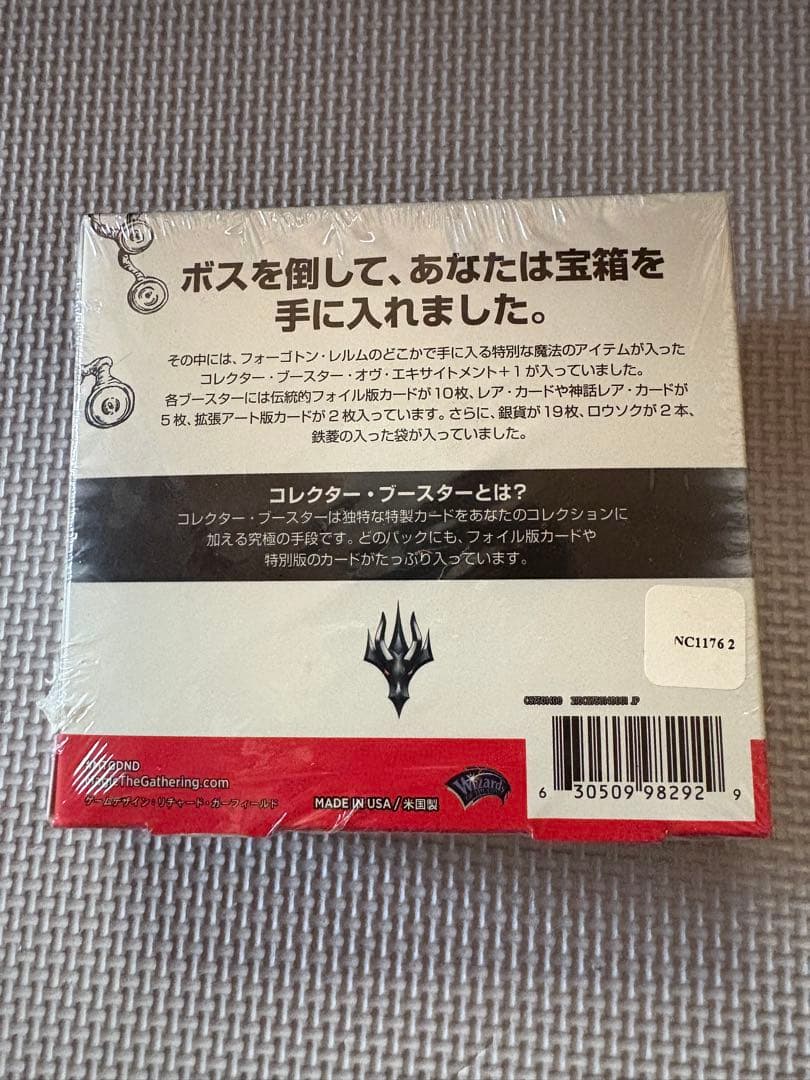 ボスを倒して、あなたは宝箱を
手に入れました。
その中には、フォーゴトン・レルムのどこかで手に入る特別な魔法のアイテムが入った
コレクター・ブースター・オヴ・エキサイトメント＋１が入っていました。
各ブースターには伝統的フォイル版カードが１０枚、レア・カードや神話レア・カードが
５枚、拡張アート版カードが２枚入っています。さらに、銀貨が１９枚、ロウソクが２本、
鉄菱の入った袋が入っていました。
コレクター・ブースターとは？
コレクター・ブースターは独特な特製カードをあなたのコレクションに
加える究極の手段です。どのパックにも、フォイル版カードや
特別版のカードがたっぷり入っています。
NC1176 2
#MTGDND
MagicTheGathering.com
ゲームデザイン：リチャード・ガーフィールド
MADE IN USA / 米国製
Wizards
6 30509 98292 9